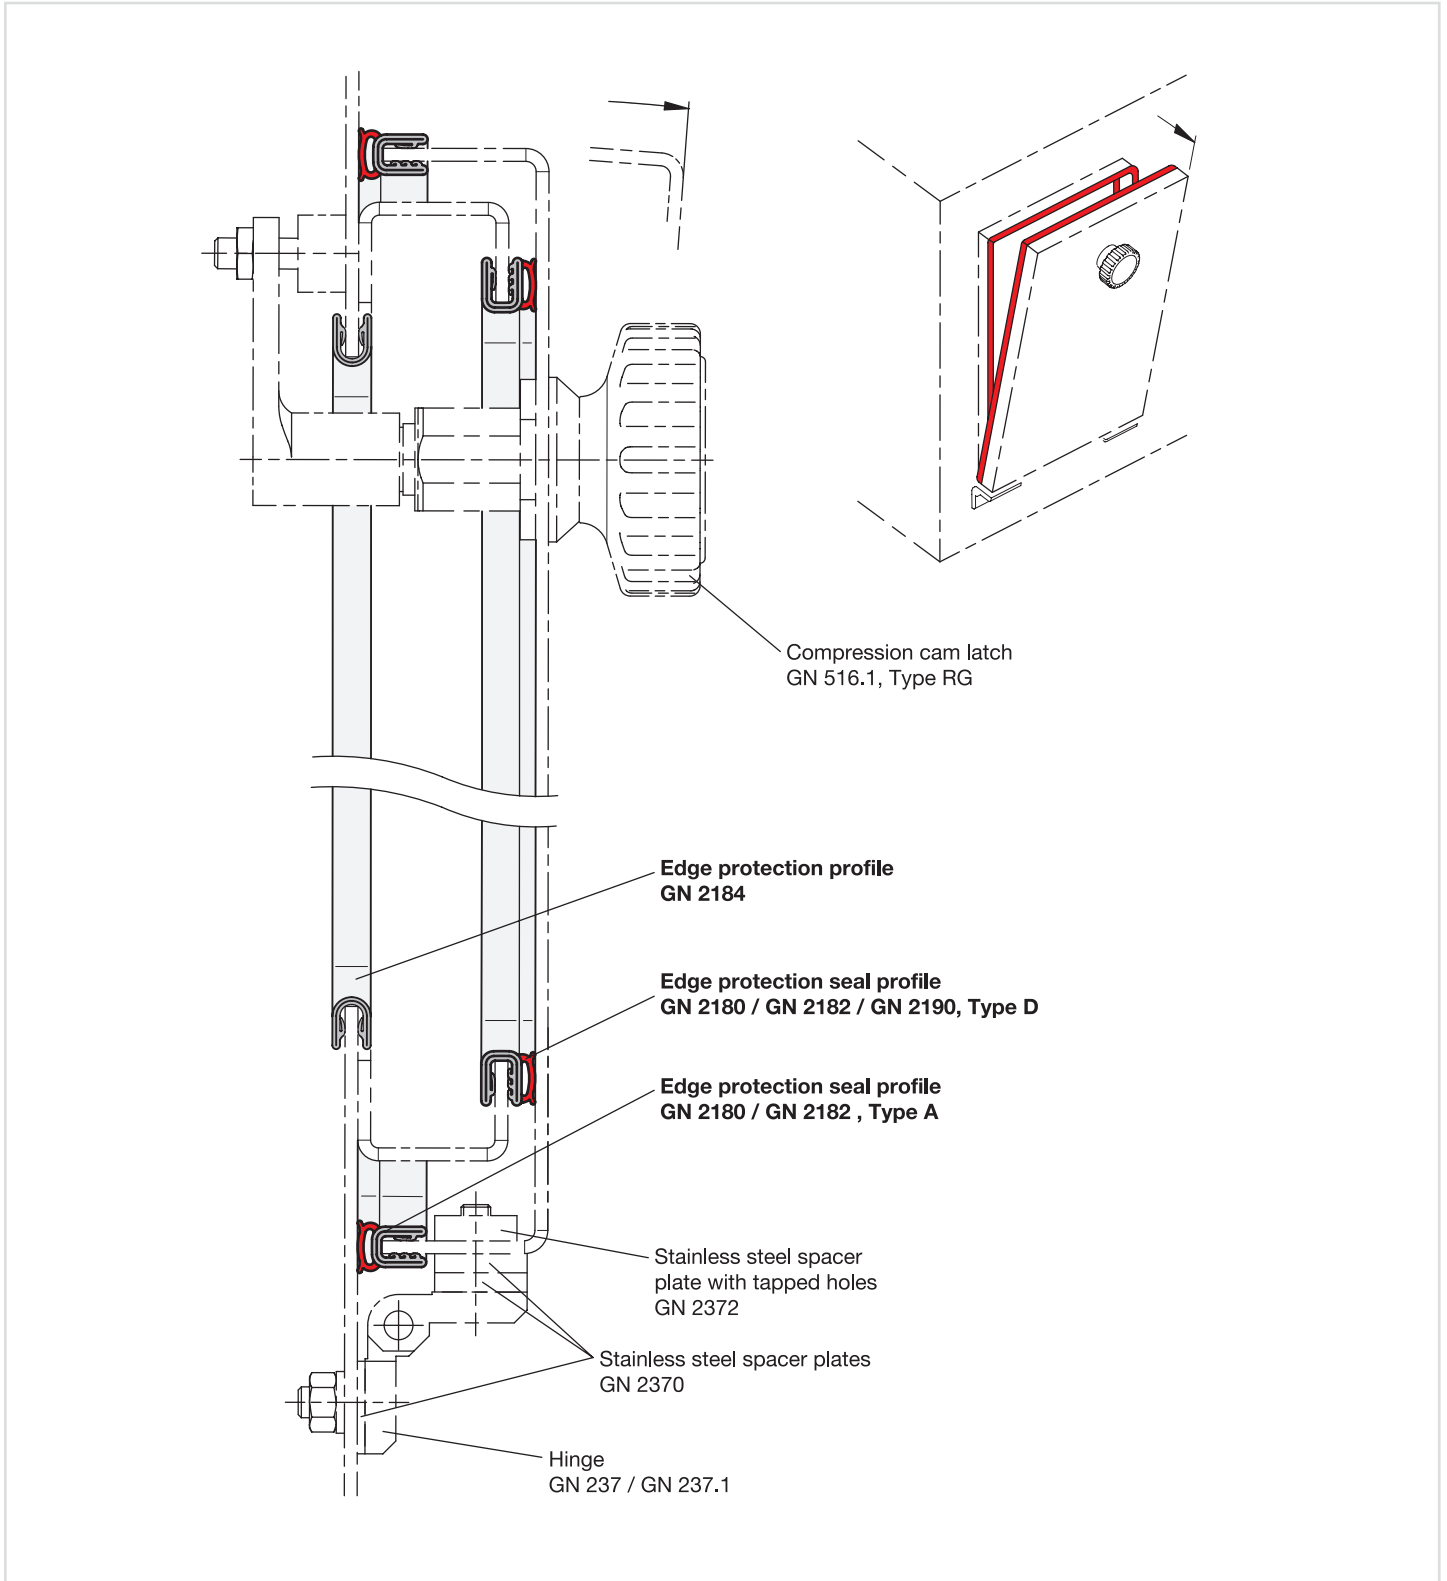 Compression cam latch
GN 516.1, Type RG
Edge protection profile
GN 2184
Edge protection seal profile
GN 2180 / GN 2182 / GN 2190, Type D
Edge protection seal profile
GN 2180 / GN 2182 , Type A
Stainless steel spacer
plate with tapped holes
GN 2372
Stainless steel spacer plates
GN 2370
Hinge
GN 237 / GN 237.1